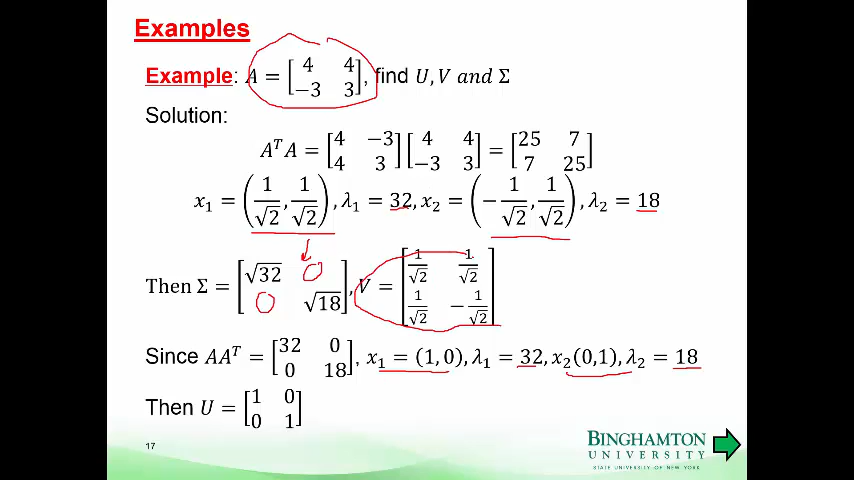 Examples
Example: A = [4 4; −3 3], find U, V and Σ
Solution:
AᵀA = [4 −3; 4 3][4 4; −3 3] = [25 7; 7 25]
x₁ = (1/√2, 1/√2), λ₁ = 32, x₂ = (−1/√2, 1/√2), λ₂ = 18
Then Σ = [√32 0; 0 √18], V = [1/√2 1/√2; 1/√2 −1/√2]
Since AAᵀ = [32 0; 0 18], x₁ = (1,0), λ₁ = 32, x₂(0,1), λ₂ = 18
Then U = [1 0; 0 1]
17
BINGHAMTON
UNIVERSITY
STATE UNIVERSITY OF NEW YORK